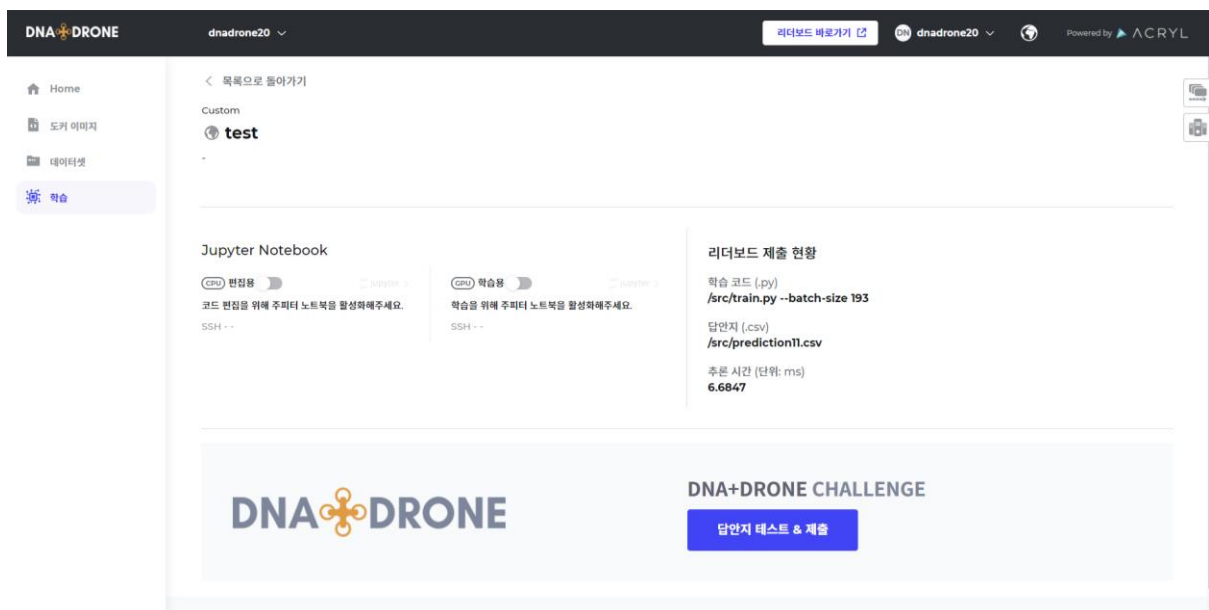 DNA DRONE
dnadrone20
리더보드 바로가기
DN dnadrone20
Powered by ACRYL
Home
도커 이미지
데이터셋
학습
목록으로 돌아가기
Custom
test
-
Jupyter Notebook
CPU 편집용
jupyter
코드 편집을 위해 주피터 노트북을 활성화해주세요.
SSH - -
GPU 학습용
jupyter
학습을 위해 주피터 노트북을 활성화해주세요.
SSH - -
리더보드 제출 현황
학습 코드 (.py)
/src/train.py --batch-size 193
답안지 (.csv)
/src/prediction11.csv
추론 시간 (단위: ms)
6.6847
DNA DRONE
DNA+DRONE CHALLENGE
답안지 테스트 & 제출